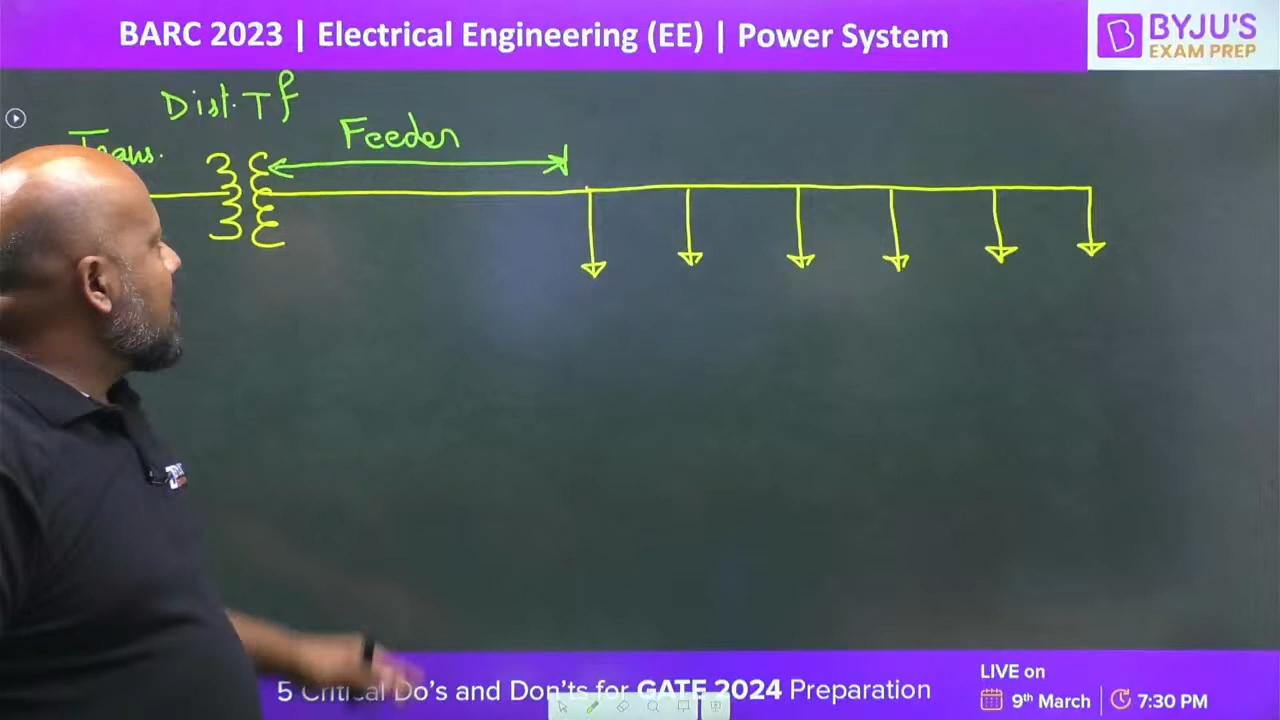 BARC 2023 | Electrical Engineering (EE) | Power System
BYJU'S
EXAM PREP
Dist. Tf
Trans.
Feeder
5 Critical Do's and Don'ts for GATE 2024 Preparation
LIVE on
9th March | 7:30 PM